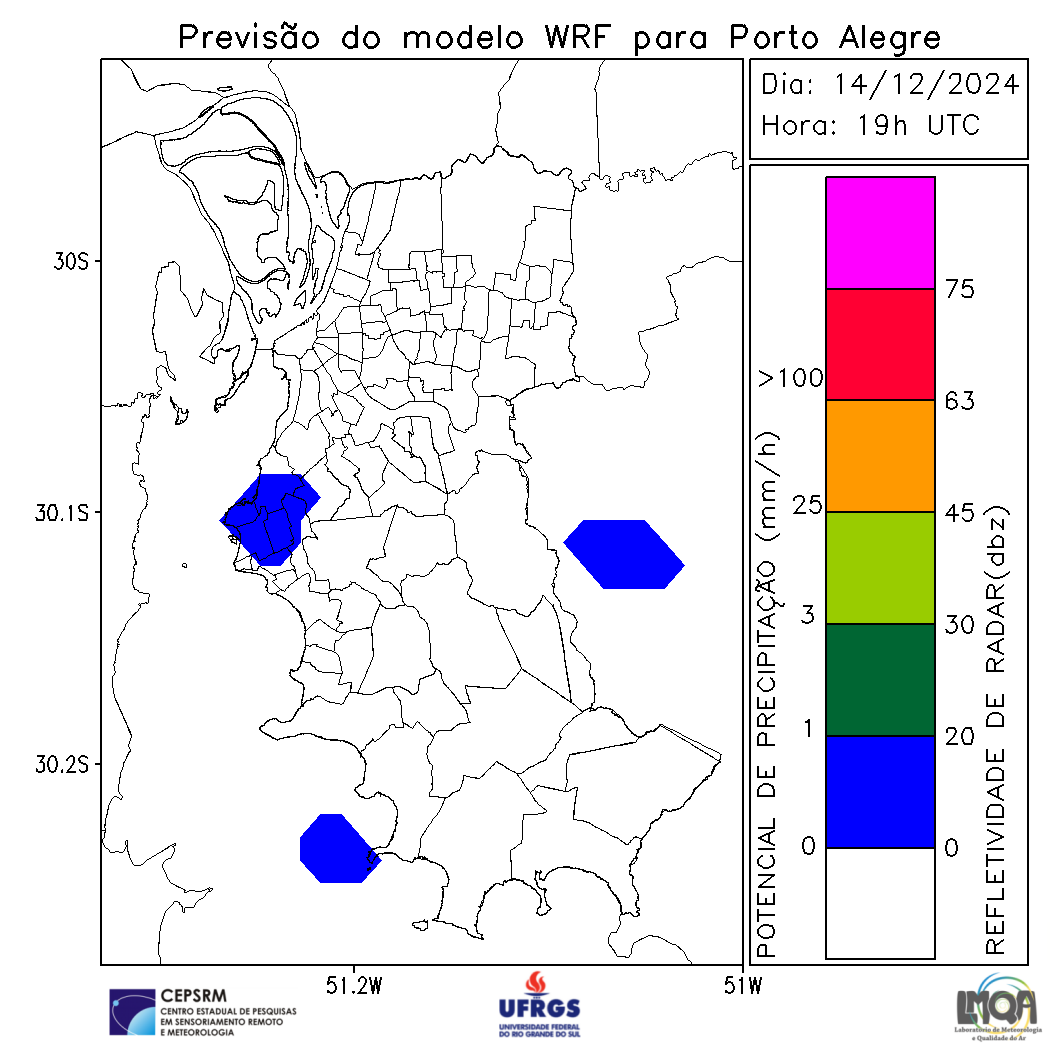 Previsão do modelo WRF para Porto Alegre
Dia: 14/12/2024
Hora: 19h UTC
30S
30.1S
30.2S
51.2W
51W
POTENCIAL DE PRECIPITAÇÃO (mm/h)
>100
25
3
1
0
75
63
45
30
20
0
REFLETIVIDADE DE RADAR(dbz)
CEPSRM
CENTRO ESTADUAL DE PESQUISAS
EM SENSORIAMENTO REMOTO
E METEOROLOGIA
UFRGS
UNIVERSIDADE FEDERAL
DO RIO GRANDE DO SUL
LMQA
Laboratório de Meteorologia
e Qualidade do Ar